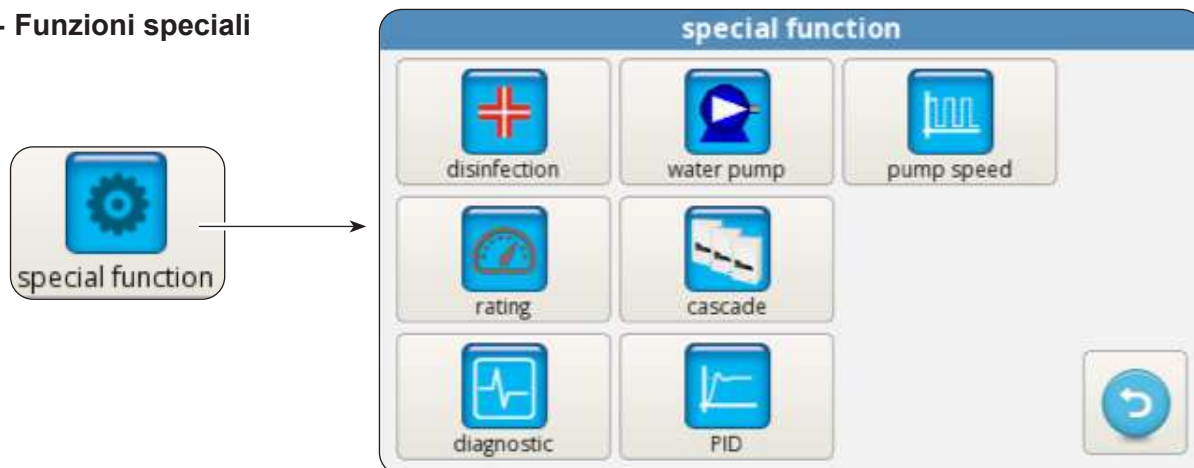 - Funzioni speciali
special function
special function
disinfection
water pump
pump speed
rating
cascade
diagnostic
PID